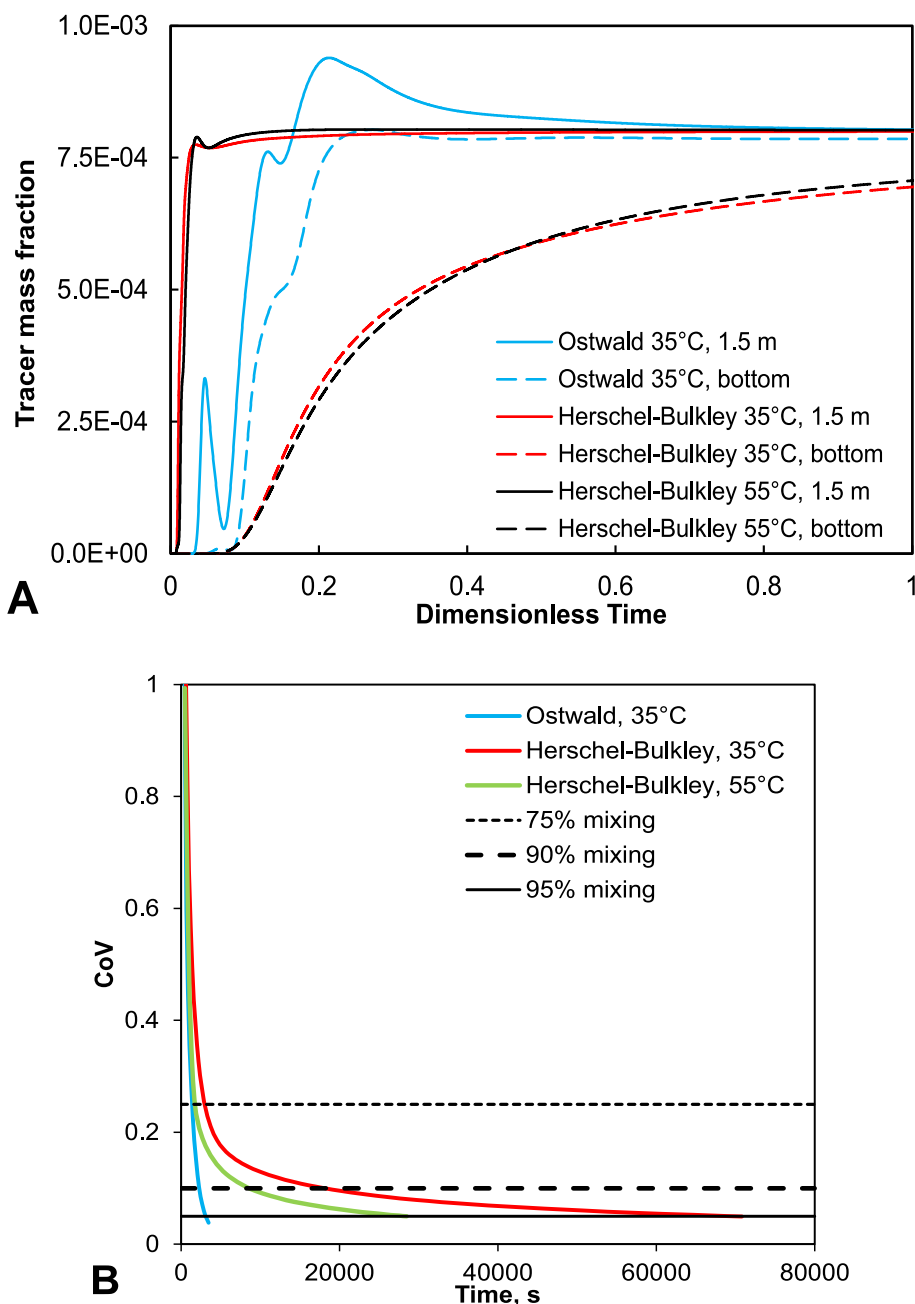 1.0E-03
7.5E-04
5.0E-04
2.5E-04
0.0E+00
Tracer mass fraction
Ostwald 35°C, 1.5 m
Ostwald 35°C, bottom
Herschel-Bulkley 35°C, 1.5 m
Herschel-Bulkley 35°C, bottom
Herschel-Bulkley 55°C, 1.5 m
Herschel-Bulkley 55°C, bottom
0 0.2 0.4 0.6 0.8 1
Dimensionless Time
A
1
0.8
0.6
0.4
0.2
0
CoV
Ostwald, 35°C
Herschel-Bulkley, 35°C
Herschel-Bulkley, 55°C
75% mixing
90% mixing
95% mixing
0 20000 40000 60000 80000
Time, s
B